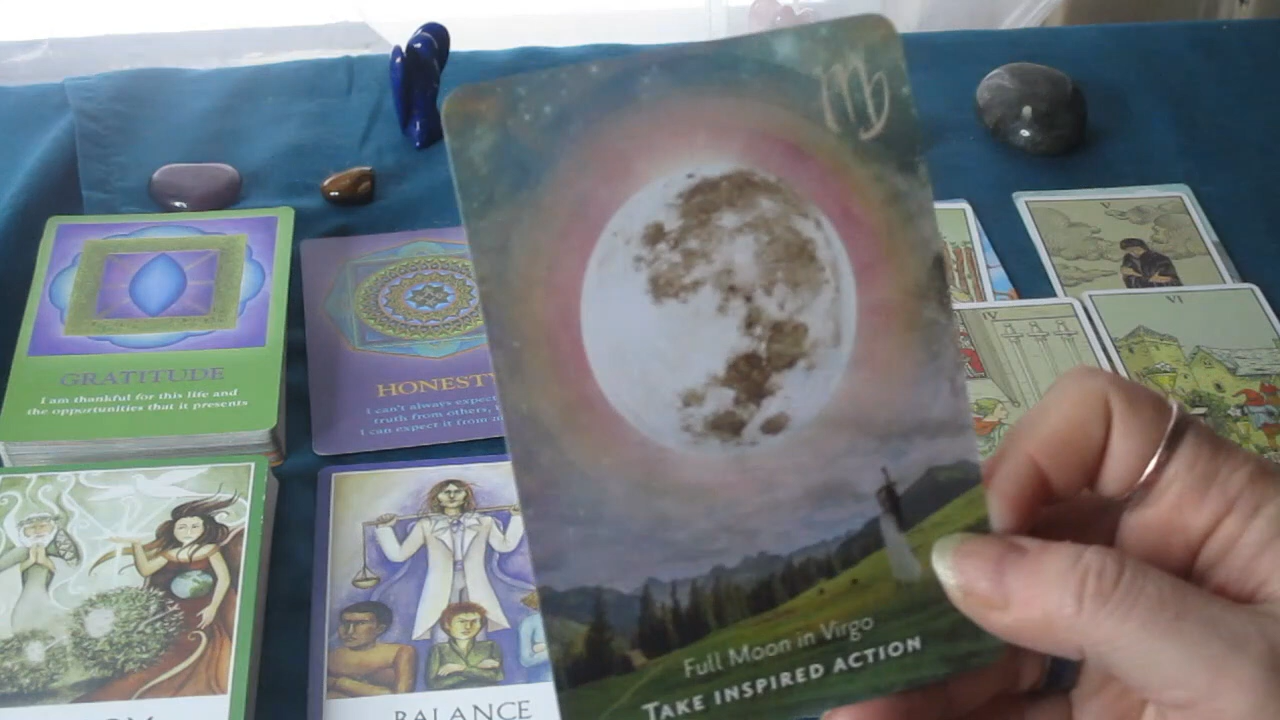 GRATITUDE
I am thankful for this life and
the opportunities that it presents
HONESTY
I can't always expect
truth from others,
I can expect it from
BALANCE
Full Moon in Virgo
TAKE INSPIRED ACTION
V
IV
VI